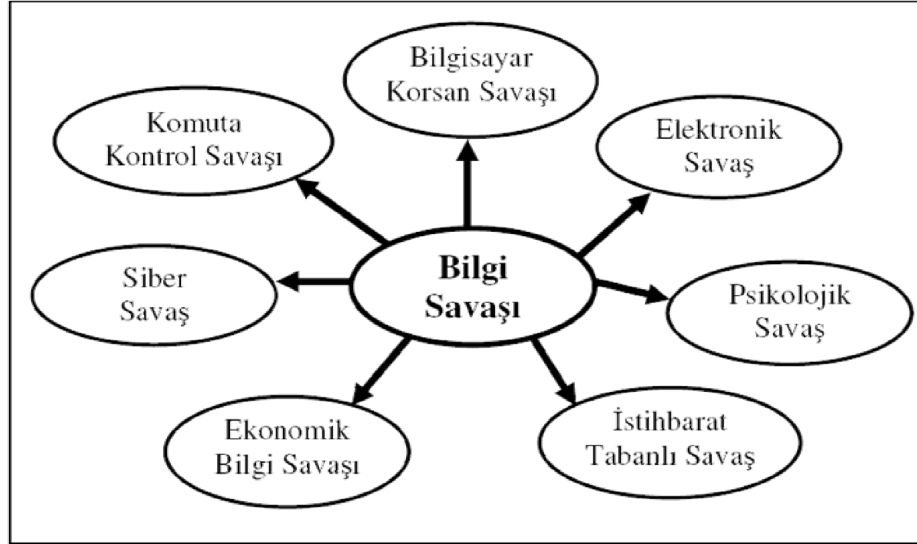 Bilgisayar
Korsan Savaşı
Komuta
Kontrol Savaşı
Elektronik
Savaş
Bilgi
Savaşı
Siber
Savaş
Psikolojik
Savaş
Ekonomik
Bilgi Savaşı
İstihbarat
Tabanlı Savaş